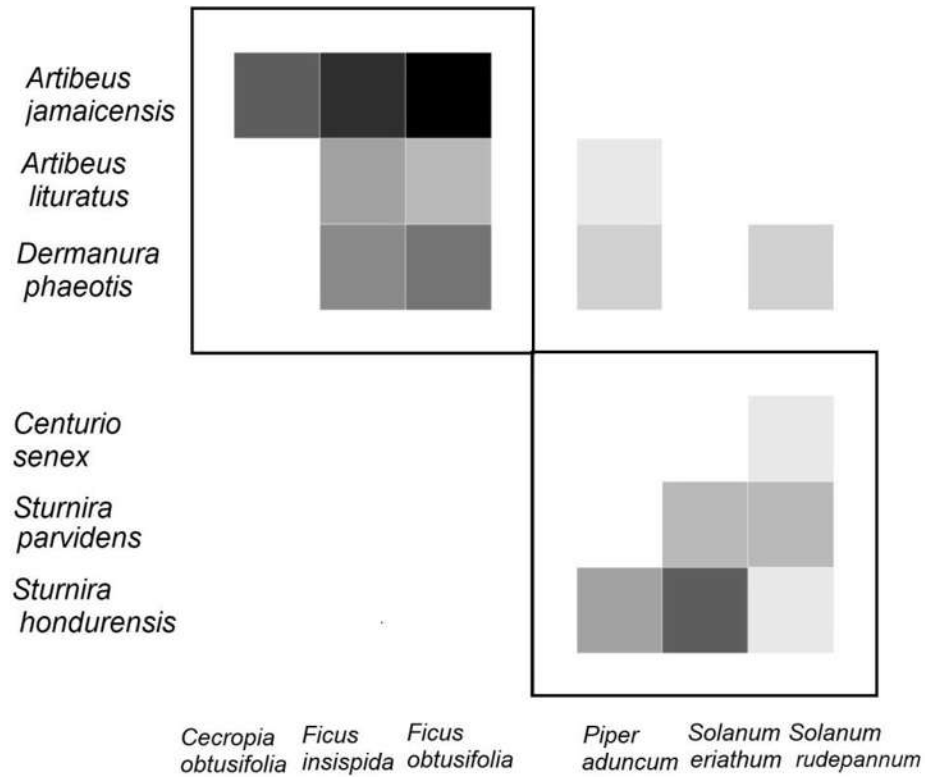 Artibeus
jamaicensis
Artibeus
lituratus
Dermanura
phaeotis
Centurio
senex
Sturnira
parvidens
Sturnira
hondurensis
Cecropia
obtusifolia
Ficus
insispida
Ficus
obtusifolia
Piper
aduncum
Solanum
eriathum
Solanum
rudepannum